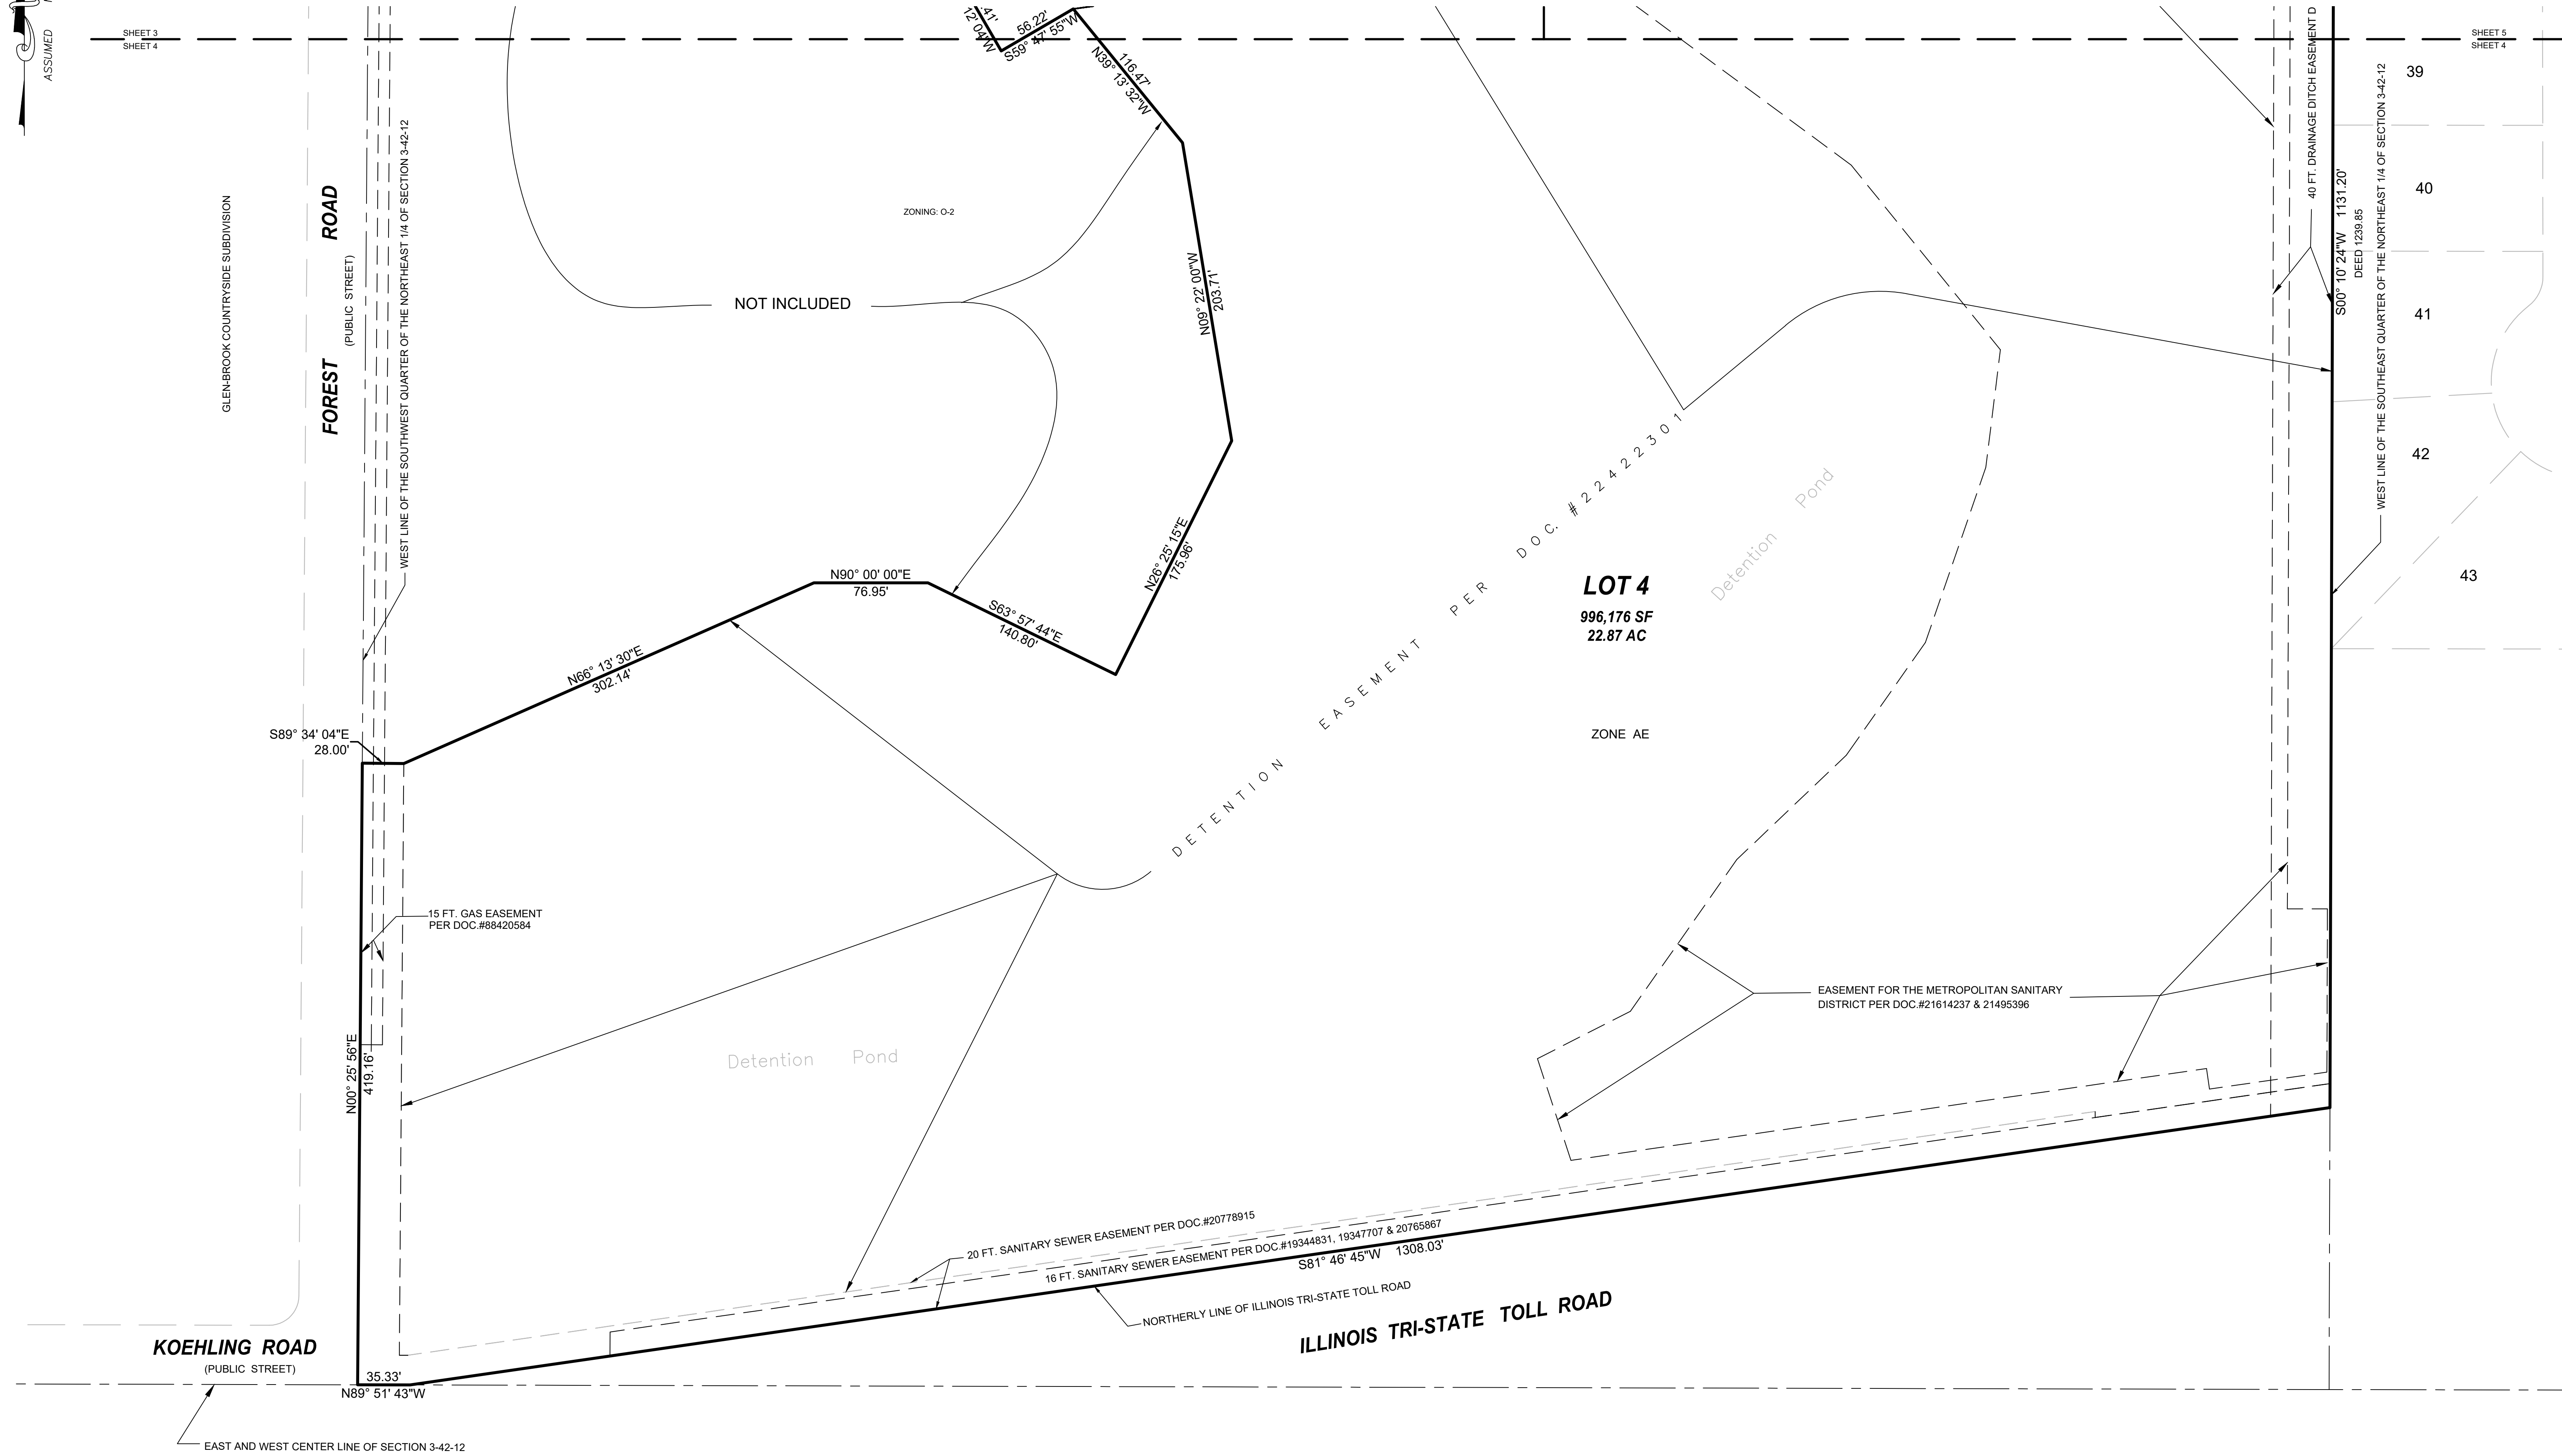 ASSUMED
SHEET 3
SHEET 4
SHEET 5
SHEET 4
.41'
12' 04"W
56.22'
S59° 47' 55"W
116.47'
N39° 13' 32"W
GLEN-BROOK COUNTRYSIDE SUBDIVISION
FOREST ROAD
(PUBLIC STREET)
WEST LINE OF THE SOUTHWEST QUARTER OF THE NORTHEAST 1/4 OF SECTION 3-42-12
ZONING: O-2
NOT INCLUDED
N09° 22' 00"W
203.71'
N26° 25' 15"E
175.96'
N90° 00' 00"E
76.95'
S63° 57' 44"E
140.80'
N66° 13' 30"E
302.14'
S89° 34' 04"E
28.00'
40 FT. DRAINAGE DITCH EASEMENT D
S00° 10' 24"W 1131.20'
DEED 1239.85
WEST LINE OF THE SOUTHEAST QUARTER OF THE NORTHEAST 1/4 OF SECTION 3-42-12
39
40
41
42
43
DETENTION EASEMENT PER DOC. #22422301
Detention Pond
LOT 4
996,176 SF
22.87 AC
ZONE AE
15 FT. GAS EASEMENT
PER DOC.#88420584
N00° 25' 56"E
419.16'
Detention Pond
EASEMENT FOR THE METROPOLITAN SANITARY
DISTRICT PER DOC.#21614237 & 21495396
20 FT. SANITARY SEWER EASEMENT PER DOC.#20778915
16 FT. SANITARY SEWER EASEMENT PER DOC.#19344831, 19347707 & 20765867
S81° 46' 45"W 1308.03'
NORTHERLY LINE OF ILLINOIS TRI-STATE TOLL ROAD
ILLINOIS TRI-STATE TOLL ROAD
KOEHLING ROAD
(PUBLIC STREET)
35.33'
N89° 51' 43"W
EAST AND WEST CENTER LINE OF SECTION 3-42-12